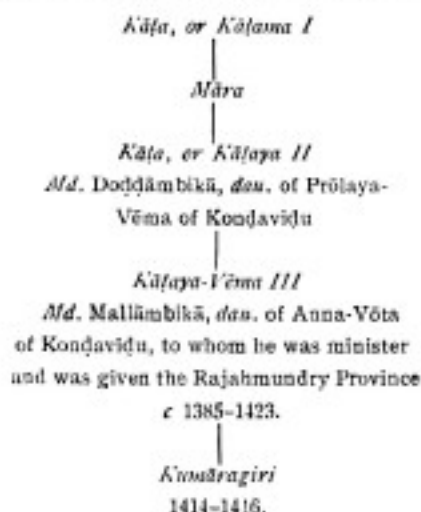 Kāṭa, or Kāṭama I
Māra
Kāṭa, or Kāṭaya II
Md. Doḍḍāmbikā, dau. of Prōlaya-
Vēma of Koṇḍaviḍu
Kāṭaya-Vēma III
Md. Mallāmbikā, dau. of Anna-Vōta
of Koṇḍaviḍu, to whom he was minister
and was given the Rajahmundry Province
c 1385–1423.
Kumāragiri
1414–1416.